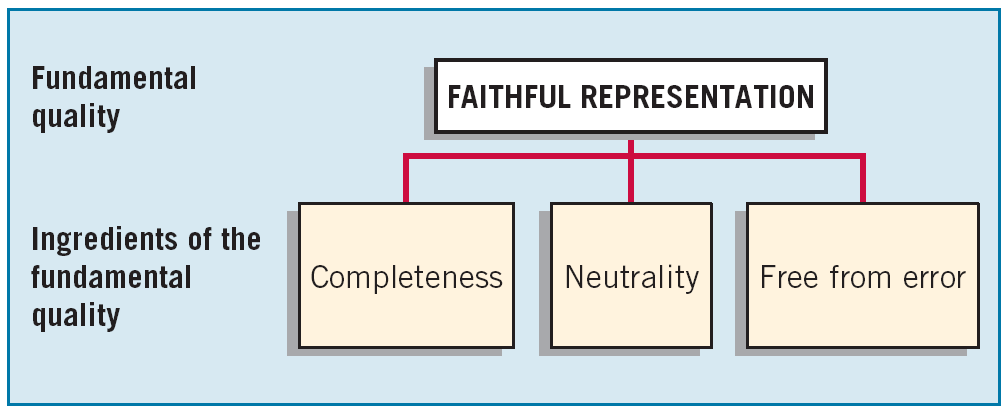 Fundamental
quality
FAITHFUL REPRESENTATION
Ingredients of the
fundamental
quality
Completeness
Neutrality
Free from error